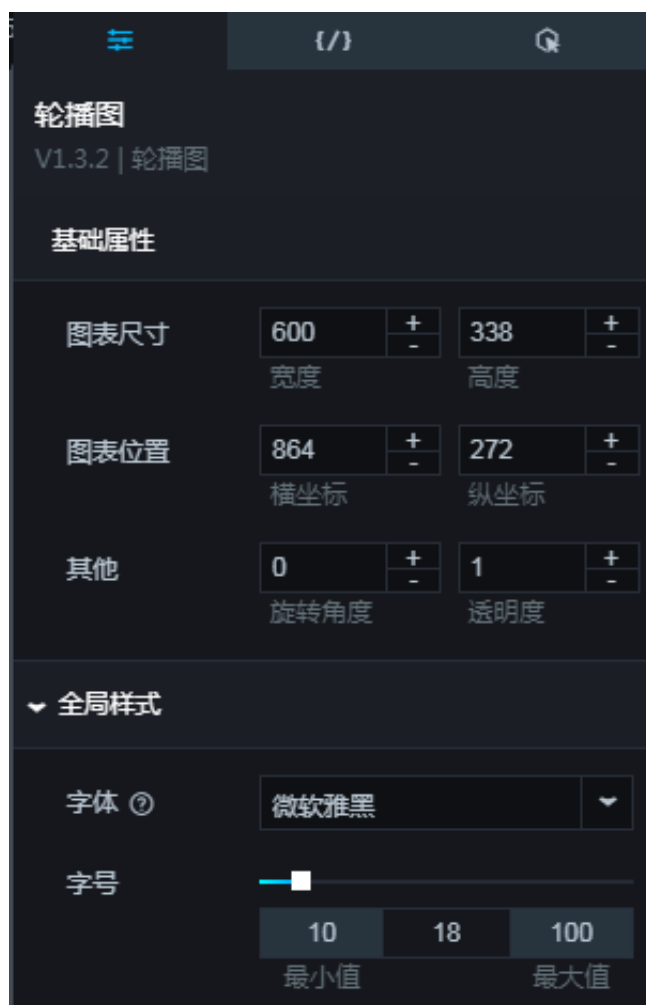 {/}
轮播图
V1.3.2 | 轮播图
基础属性
图表尺寸 600 + - 338 + -
宽度 高度
图表位置 864 + - 272 + -
横坐标 纵坐标
其他 0 + - 1 + -
旋转角度 透明度
全局样式
字体 ? 微软雅黑
字号
10 18 100
最小值 最大值